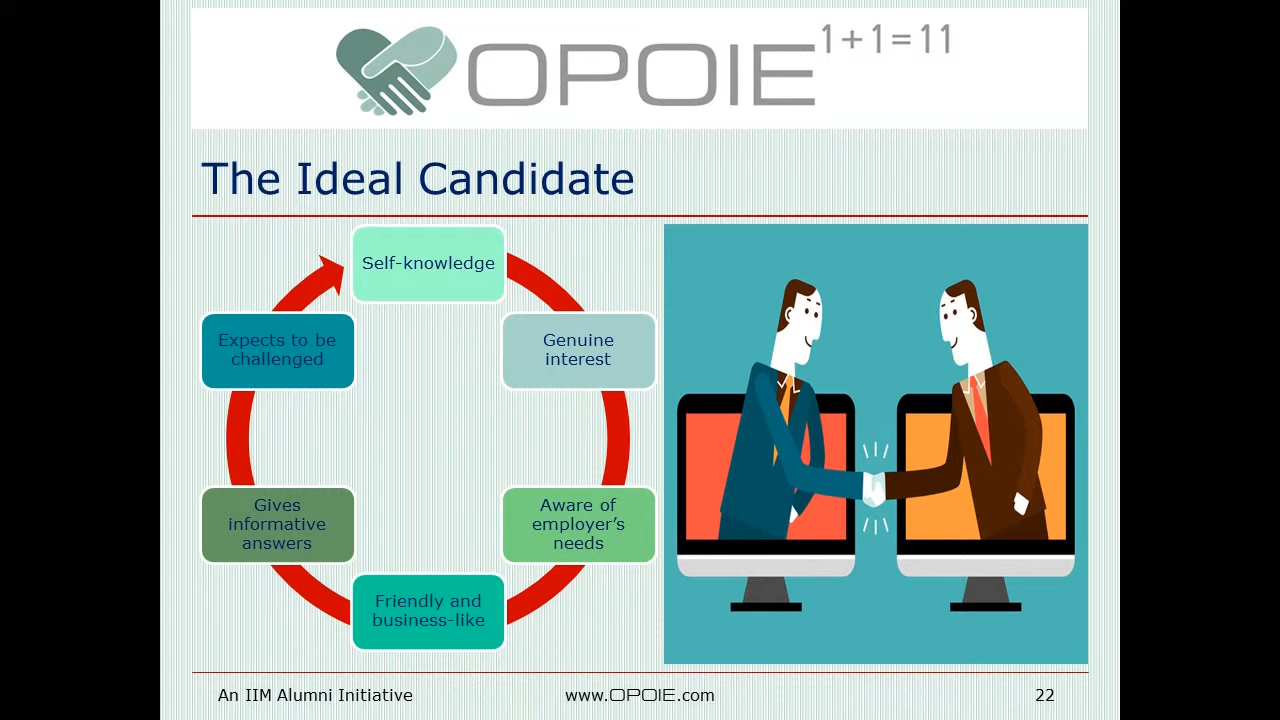 OPOIE 1+1=11
The Ideal Candidate
Self-knowledge
Genuine
interest
Aware of
employer’s
needs
Friendly and
business-like
Gives
informative
answers
Expects to be
challenged
An IIM Alumni Initiative
www.OPOIE.com
22